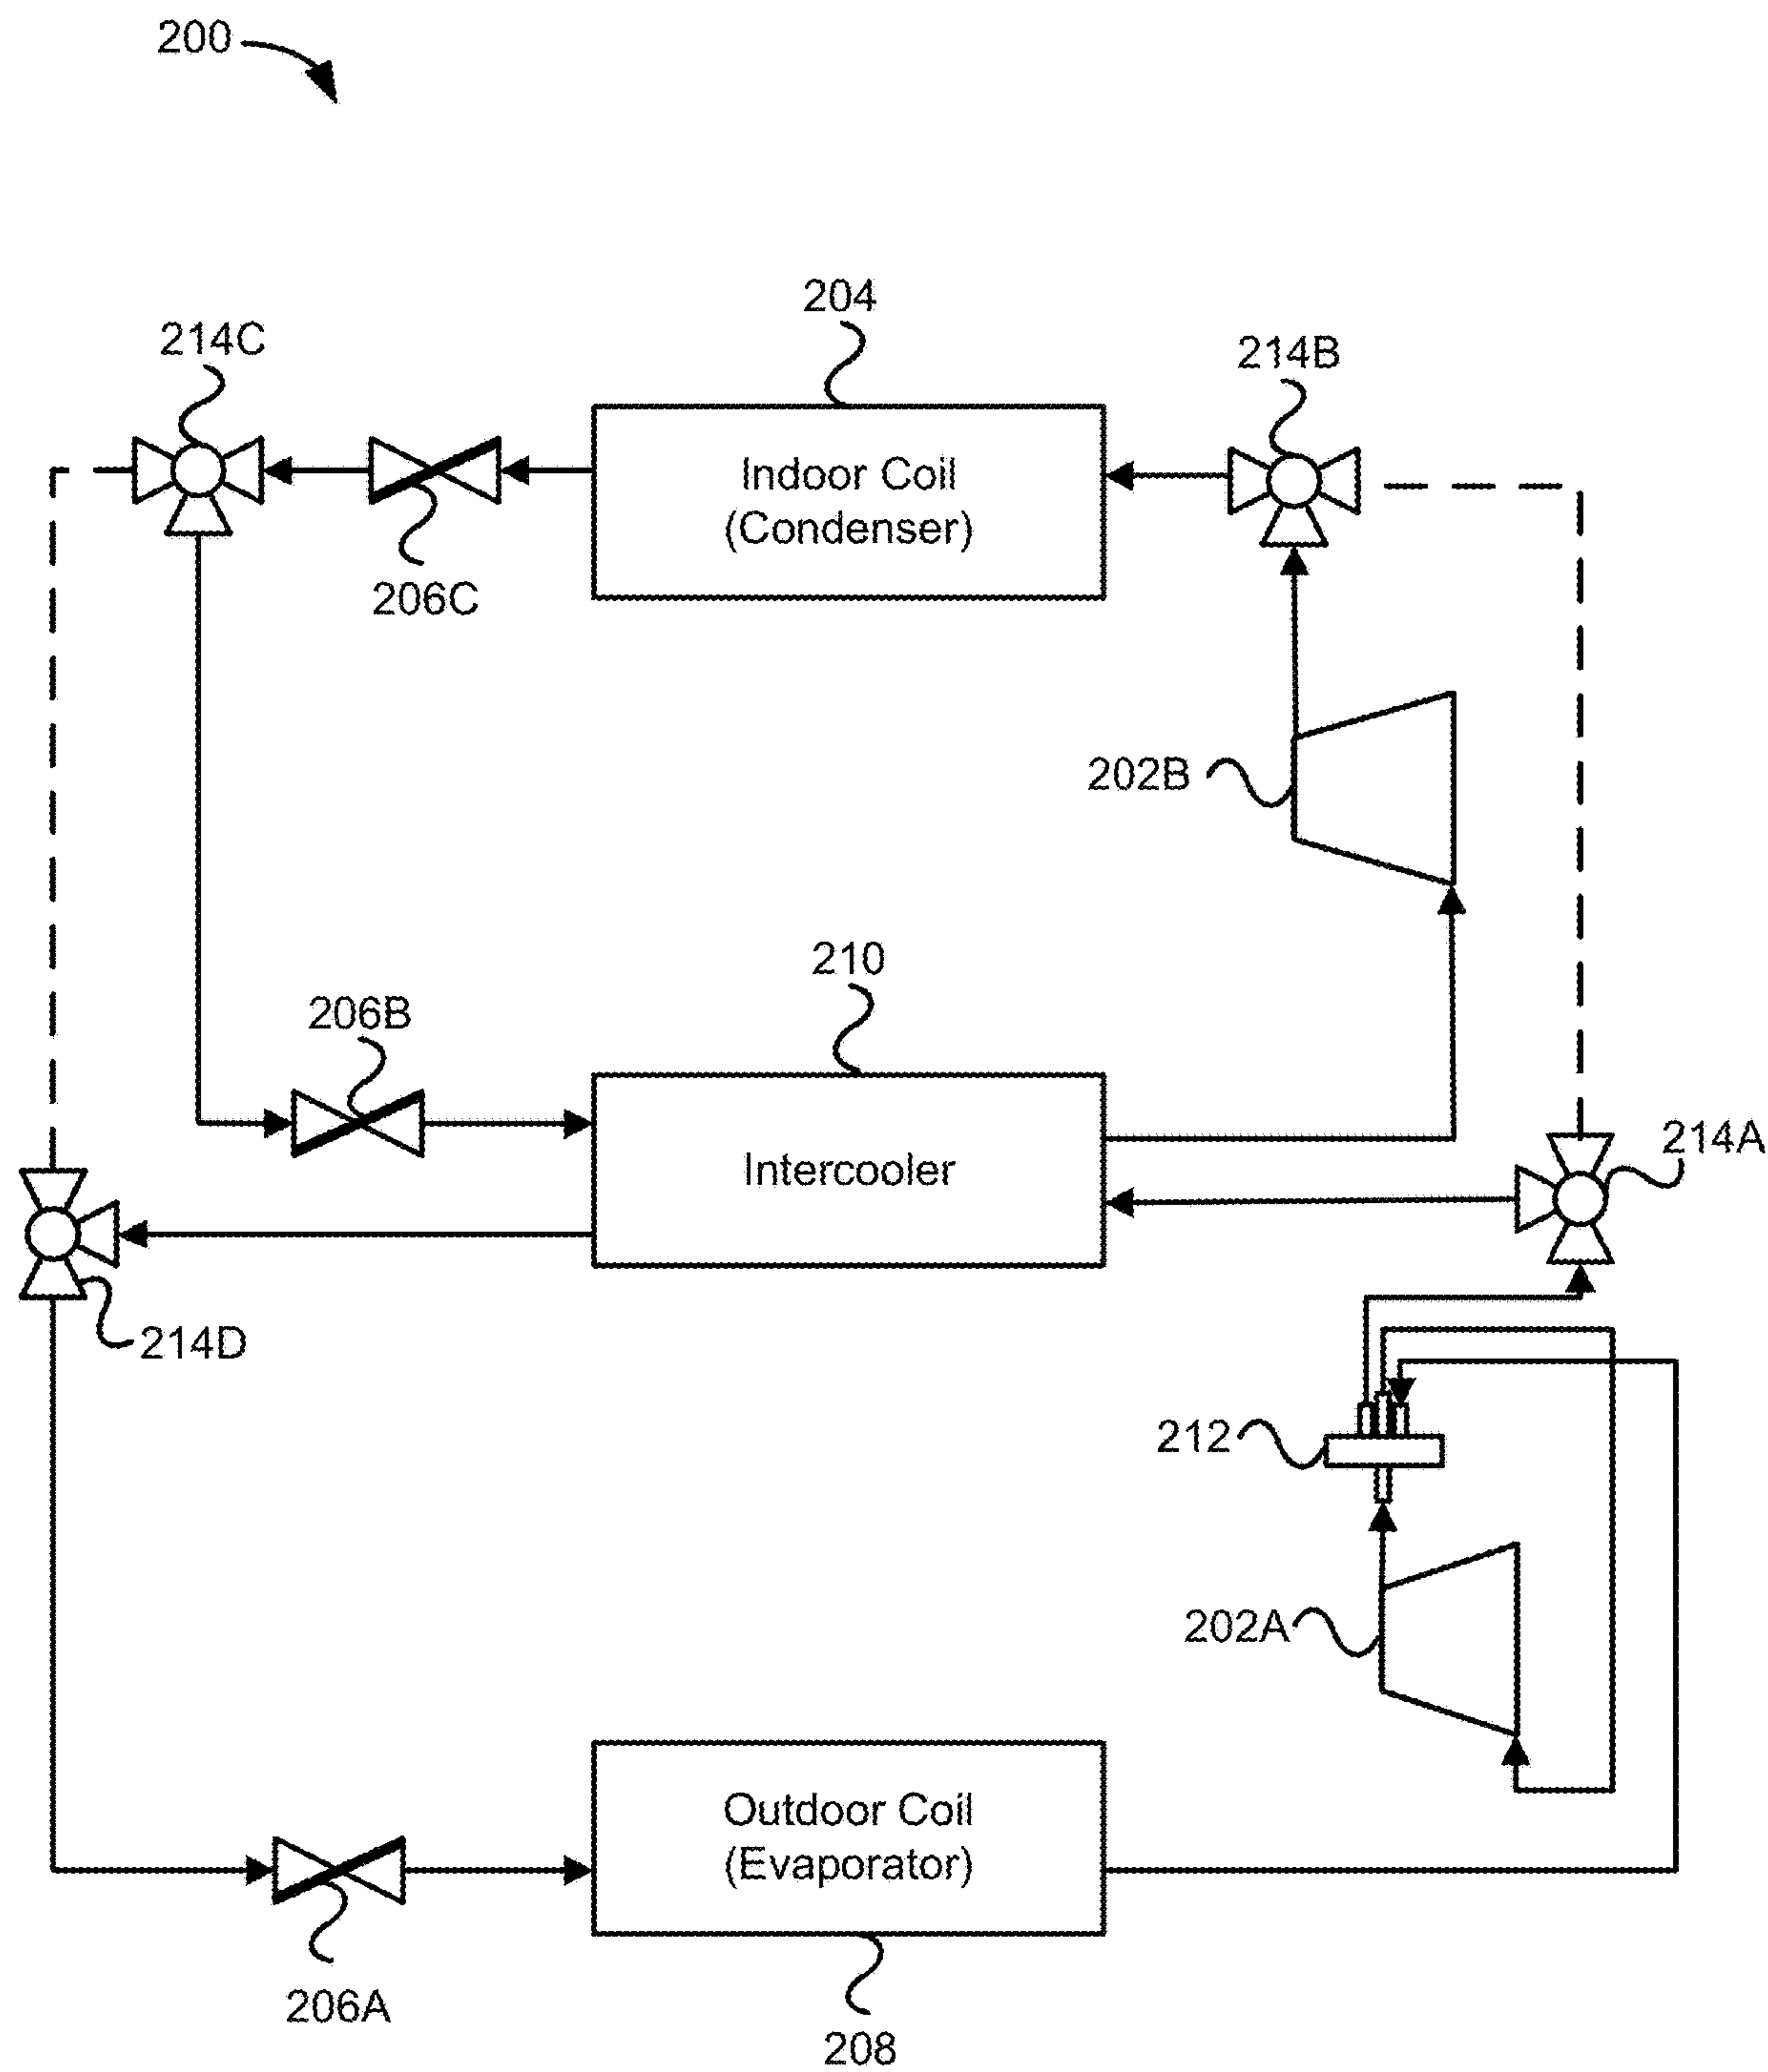 200
204
214C
214B
Indoor Coil
(Condenser)
206C
202B
210
206B
214A
Intercooler
214D
212
202A
Outdoor Coil
(Evaporator)
206A
208